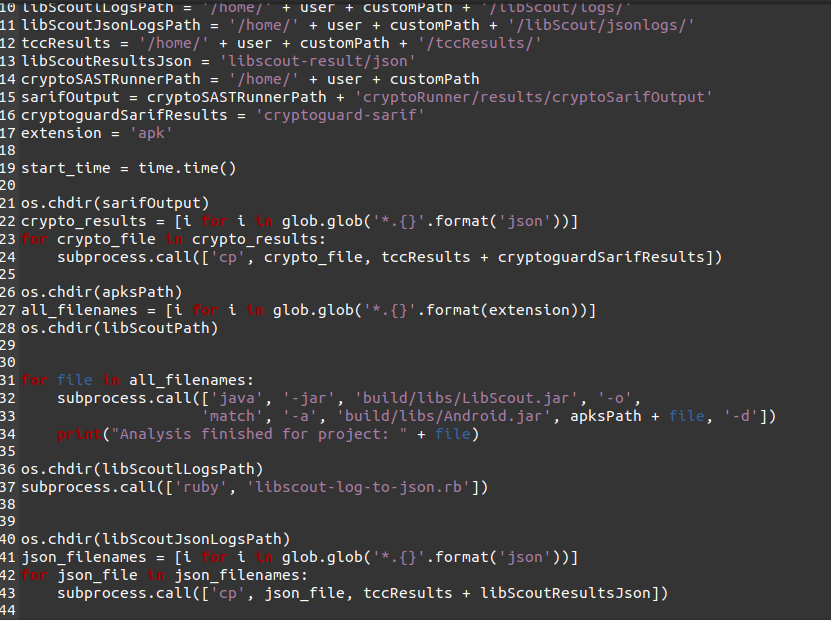 10 libScoutlLogsPath = '/home/' + user + customPath + '/libScout/logs/'
11 libScoutJsonLogsPath = '/home/' + user + customPath + '/libScout/jsonlogs/'
12 tccResults = '/home/' + user + customPath + '/tccResults/'
13 libScoutResultsJson = 'libscout-result/json'
14 cryptoSASTRunnerPath = '/home/' + user + customPath
15 sarifOutput = cryptoSASTRunnerPath + 'cryptoRunner/results/cryptoSarifOutput'
16 cryptoguardSarifResults = 'cryptoguard-sarif'
17 extension = 'apk'
18
19 start_time = time.time()
20
21 os.chdir(sarifOutput)
22 crypto_results = [i for i in glob.glob('*.{}'.format('json'))]
23 for crypto_file in crypto_results:
24     subprocess.call(['cp', crypto_file, tccResults + cryptoguardSarifResults])
25
26 os.chdir(apksPath)
27 all_filenames = [i for i in glob.glob('*.{}'.format(extension))]
28 os.chdir(libScoutPath)
29
30
31 for file in all_filenames:
32     subprocess.call(['java', '-jar', 'build/libs/LibScout.jar', '-o',
33                     'match', '-a', 'build/libs/Android.jar', apksPath + file, '-d'])
34     print("Analysis finished for project: " + file)
35
36 os.chdir(libScoutlLogsPath)
37 subprocess.call(['ruby', 'libscout-log-to-json.rb'])
38
39
40 os.chdir(libScoutJsonLogsPath)
41 json_filenames = [i for i in glob.glob('*.{}'.format('json'))]
42 for json_file in json_filenames:
43     subprocess.call(['cp', json_file, tccResults + libScoutResultsJson])
44